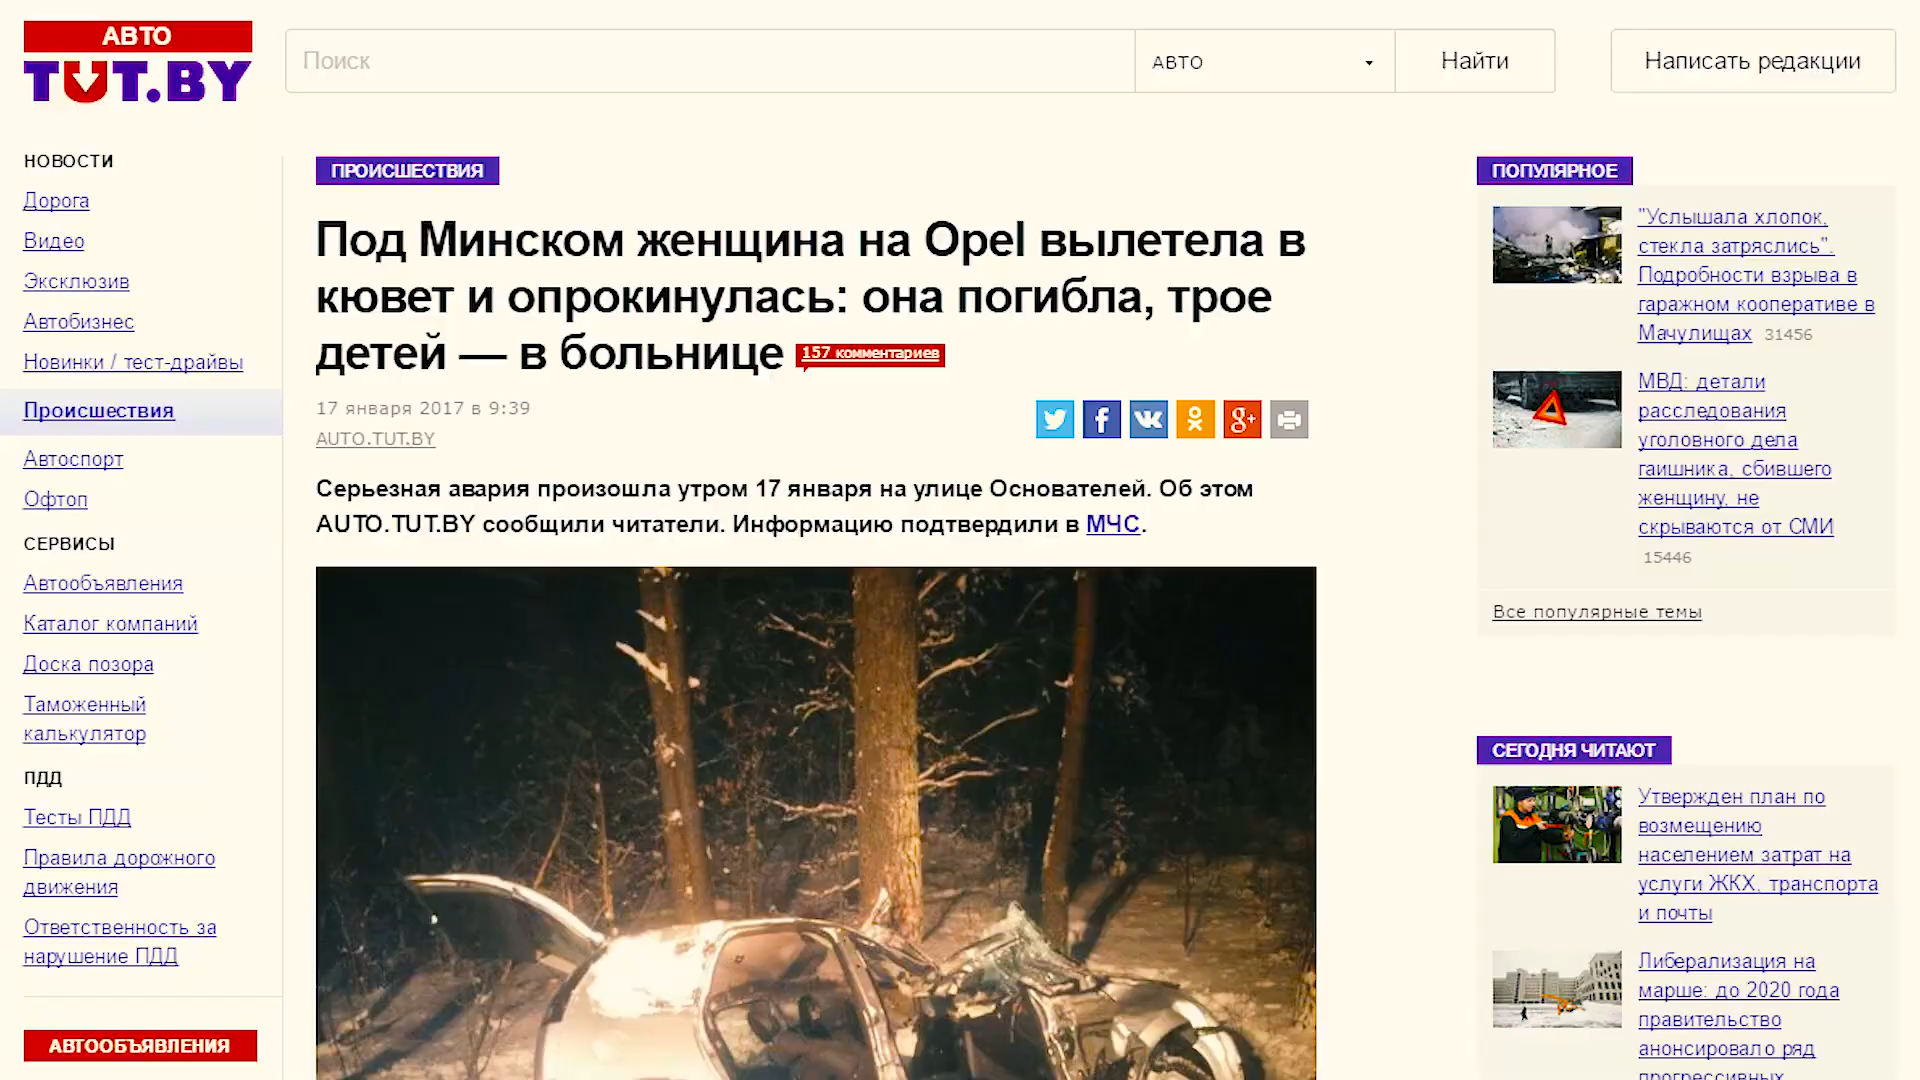 АВТО
TUT.BY
Поиск
АВТО
Найти
Написать редакции
НОВОСТИ
Дорога
Видео
Эксклюзив
Автобизнес
Новинки / тест-драйвы
Происшествия
Автоспорт
Офтоп
СЕРВИСЫ
Автообъявления
Каталог компаний
Доска позора
Таможенный
калькулятор
ПДД
Тесты ПДД
Правила дорожного
движения
Ответственность за
нарушение ПДД
АВТООБЪЯВЛЕНИЯ
ПРОИСШЕСТВИЯ
Под Минском женщина на Opel вылетела в
кювет и опрокинулась: она погибла, трое
детей — в больнице 157 комментариев
17 января 2017 в 9:39
AUTO.TUT.BY
Серьезная авария произошла утром 17 января на улице Основателей. Об этом
AUTO.TUT.BY сообщили читатели. Информацию подтвердили в МЧС.
ПОПУЛЯРНОЕ
"Услышала хлопок,
стекла затряслись".
Подробности взрыва в
гаражном кооперативе в
Мачулищах 31456
МВД: детали
расследования
уголовного дела
гаишника, сбившего
женщину, не
скрываются от СМИ
15446
Все популярные темы
СЕГОДНЯ ЧИТАЮТ
Утвержден план по
возмещению
населением затрат на
услуги ЖКХ, транспорта
и почты
Либерализация на
марше: до 2020 года
правительство
анонсировало ряд
прогрессивных